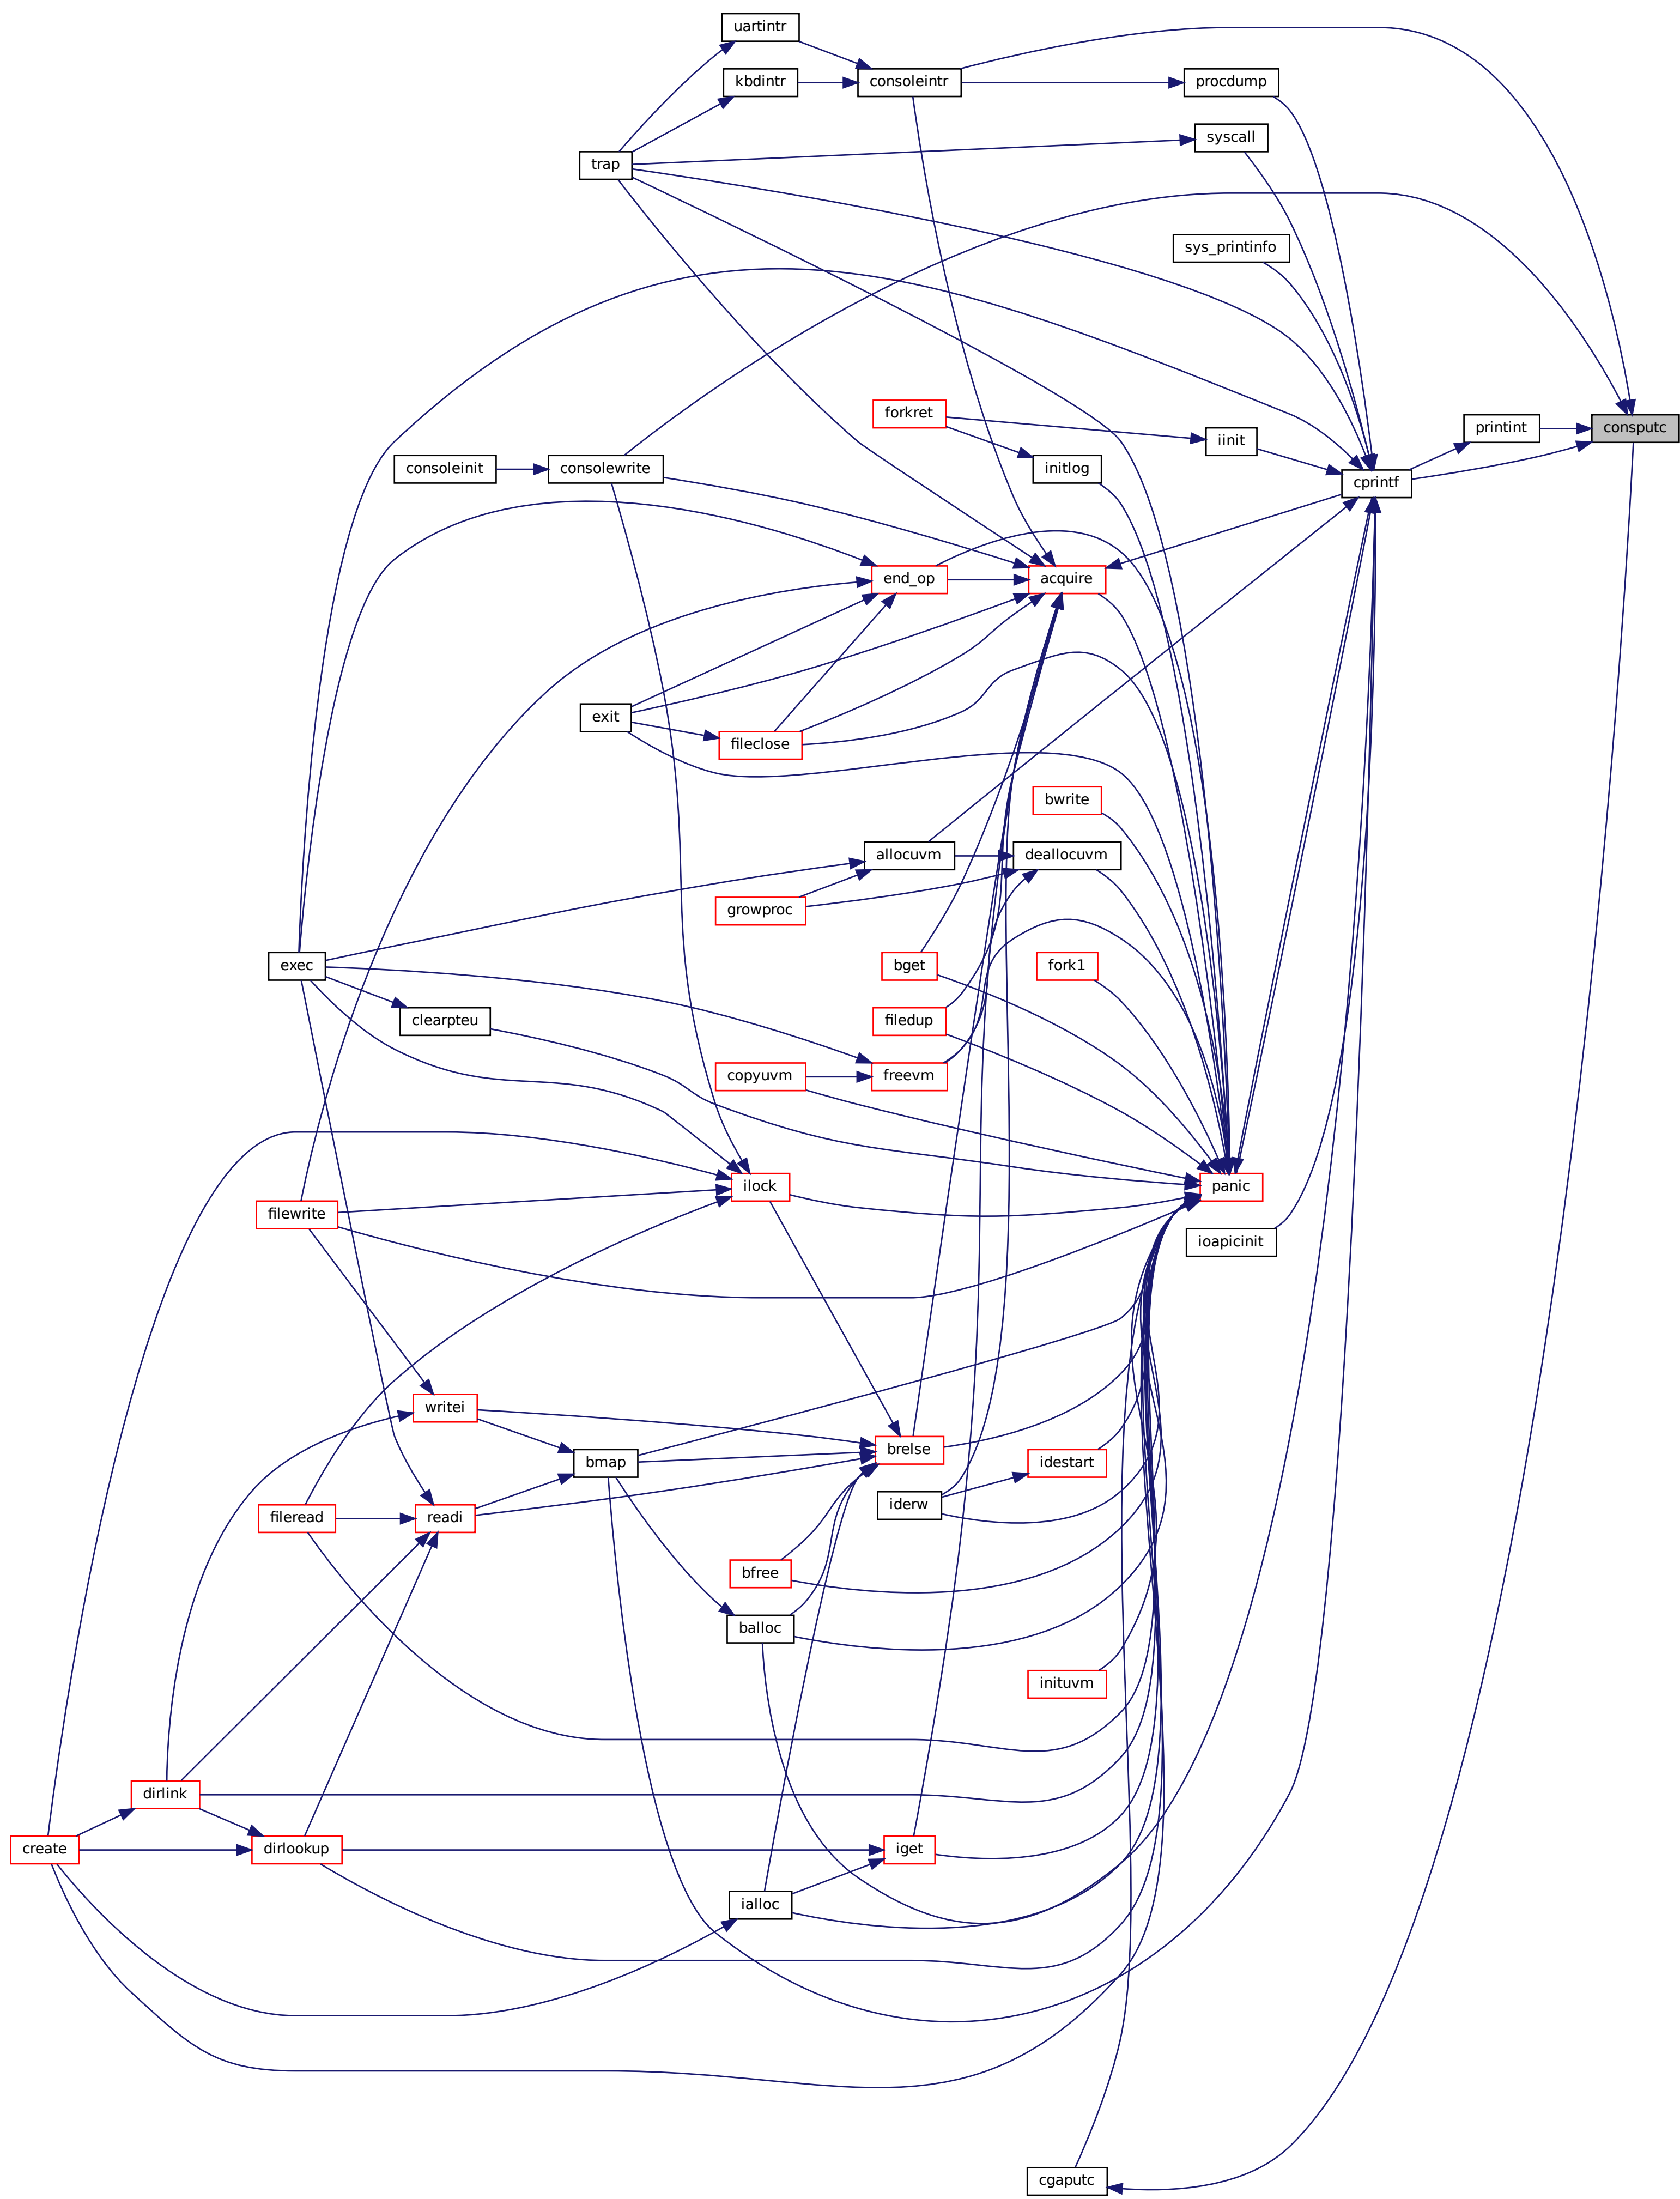 uartintr
kbdintr
consoleintr
procdump
syscall
trap
sys_printinfo
forkret
iinit
printint
consputc
consoleinit
consolewrite
initlog
cprintf
end_op
acquire
exit
fileclose
bwrite
allocuvm
deallocuvm
growproc
exec
bget
fork1
clearpteu
filedup
copyuvm
freevm
ilock
panic
filewrite
ioapicinit
writei
bmap
brelse
idestart
fileread
readi
iderw
bfree
balloc
inituvm
dirlink
create
dirlookup
iget
ialloc
cgaputc